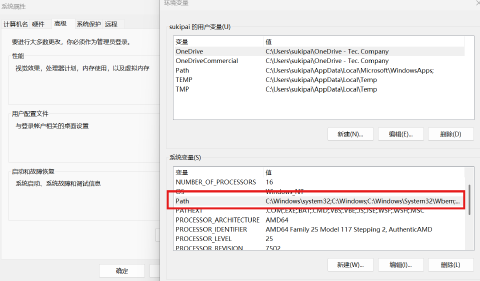 系统属性
计算机名 硬件 高级 系统保护 远程
要进行大多数更改，你必须作为管理员登录。
性能
视觉效果，处理器计划，内存使用，以及虚拟内存
用户配置文件
与登录帐户相关的桌面设置
启动和故障恢复
系统启动、系统故障和调试信息
确定
环境变量
sukipai 的用户变量(U)
变量 值
OneDrive C:\Users\sukipai\OneDrive - Tec. Company
OneDriveCommercial C:\Users\sukipai\OneDrive - Tec. Company
Path C:\Users\sukipai\AppData\Local\Microsoft\WindowsApps;
TEMP C:\Users\sukipai\AppData\Local\Temp
TMP C:\Users\sukipai\AppData\Local\Temp
新建(N)... 编辑(E)... 删除(D)
系统变量(S)
变量 值
NUMBER_OF_PROCESSORS 16
OS Windows_NT
Path C:\Windows\system32;C:\Windows;C:\Windows\System32\Wbem;...
PATHEXT .COM;.EXE;.BAT;.CMD;.VBS;.VBE;.JS;.JSE;.WSF;.WSH;.MSC
PROCESSOR_ARCHITECTURE AMD64
PROCESSOR_IDENTIFIER AMD64 Family 25 Model 117 Stepping 2, AuthenticAMD
PROCESSOR_LEVEL 25
PROCESSOR_REVISION 7502
新建(W)... 编辑(I)... 删除(L)